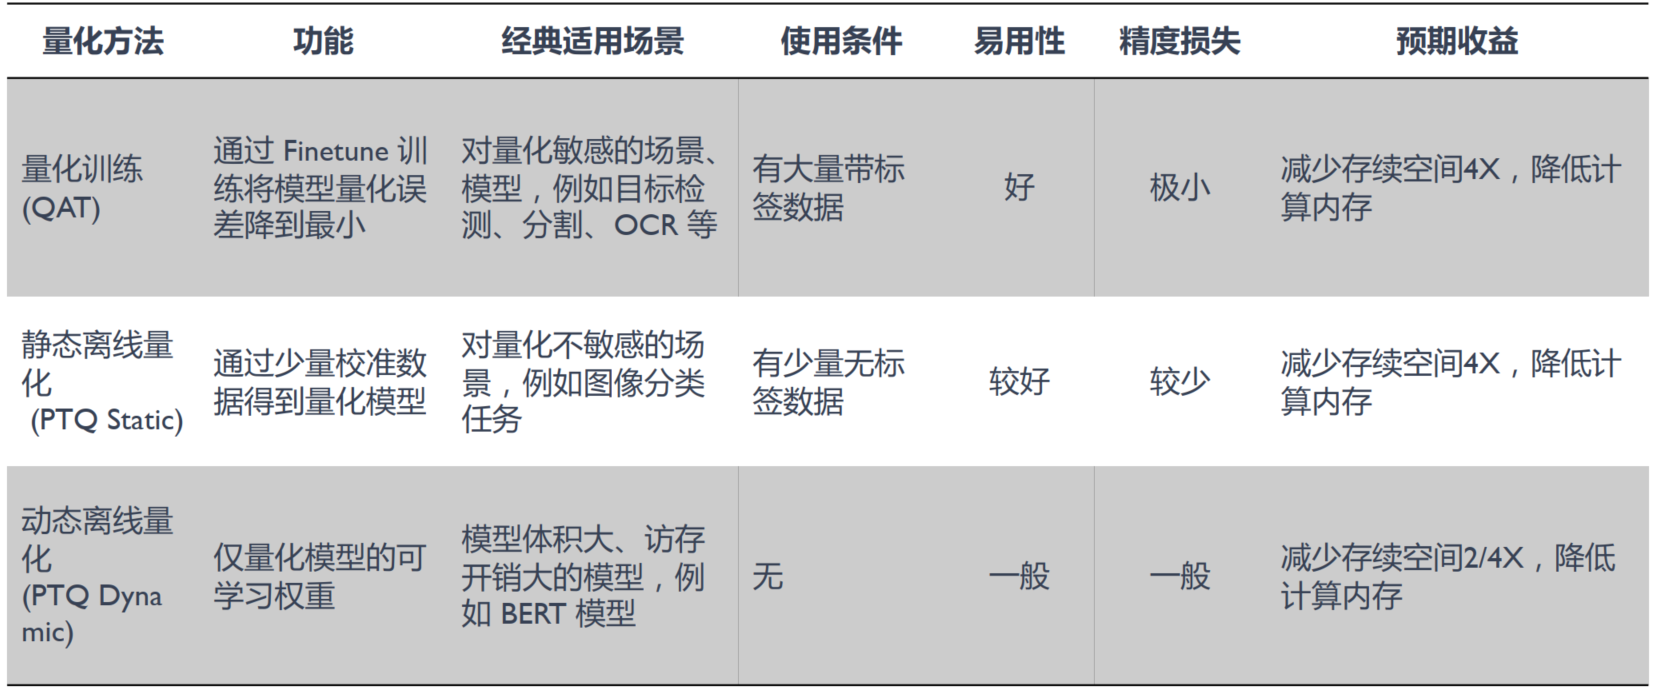 量化方法 功能 经典适用场景 使用条件 易用性 精度损失 预期收益
量化训练
(QAT)
通过 Finetune 训
练将模型量化误
差降到最小
对量化敏感的场景、
模型，例如目标检
测、分割、OCR 等
有大量带标
签数据
好
极小
减少存续空间4X，降低计
算内存
静态离线量
化
(PTQ Static)
通过少量校准数
据得到量化模型
对量化不敏感的场
景，例如图像分类
任务
有少量无标
签数据
较好
较少
减少存续空间4X，降低计
算内存
动态离线量
化
(PTQ Dyna
mic)
仅量化模型的可
学习权重
模型体积大、访存
开销大的模型，例
如 BERT 模型
无
一般
一般
减少存续空间2/4X，降低
计算内存